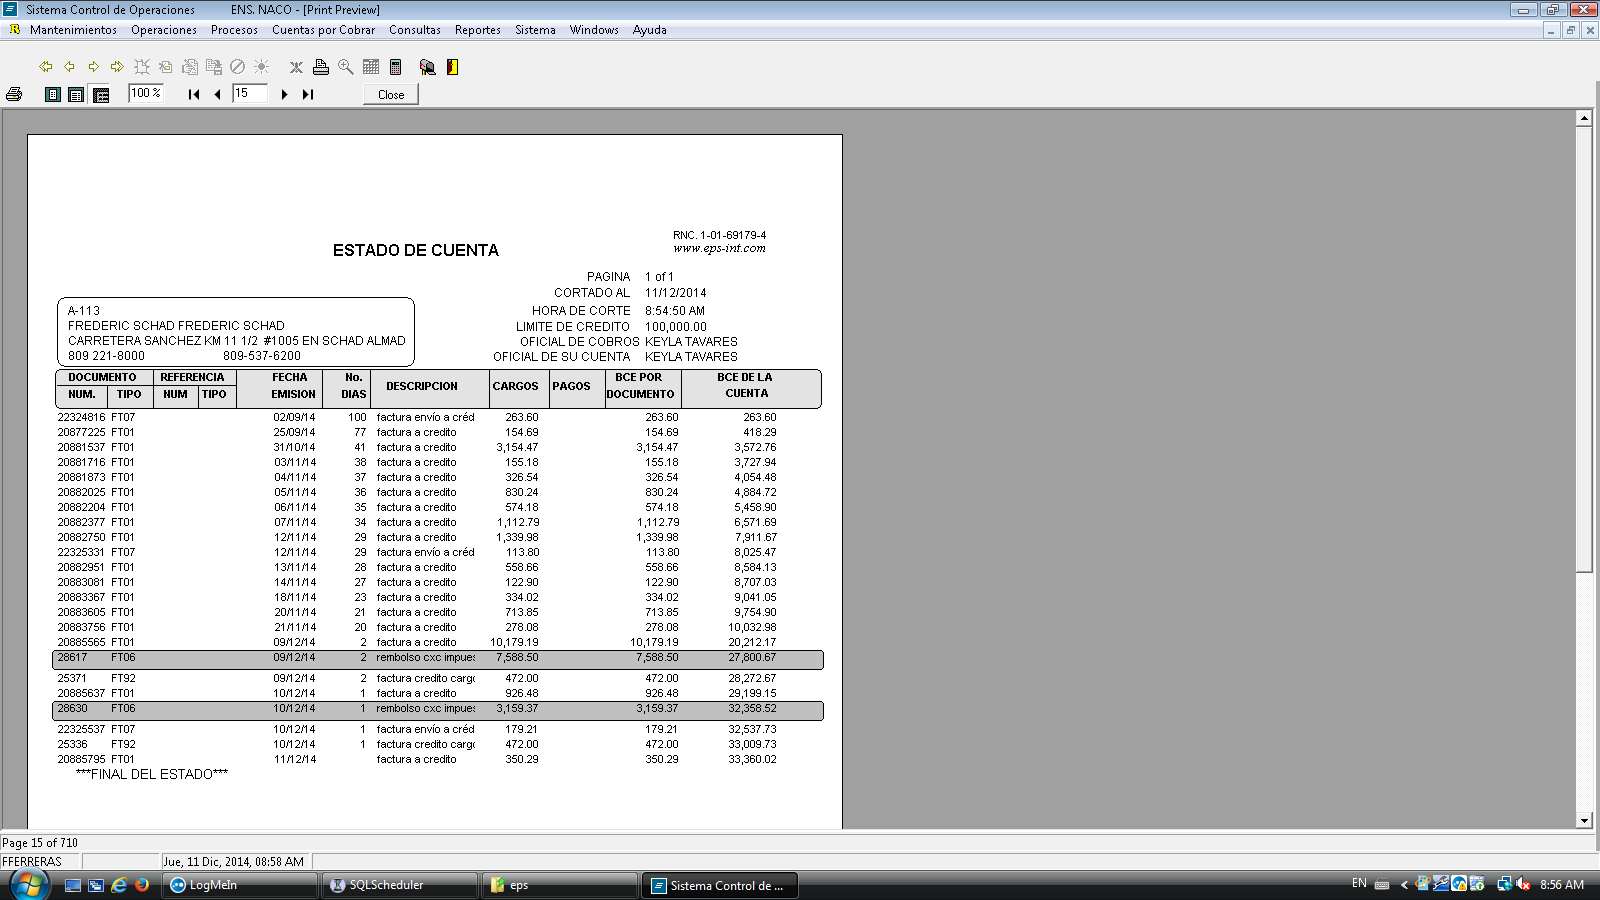 Sistema Control de Operaciones ENS. NACO - [Print Preview]
Mantenimientos Operaciones Procesos Cuentas por Cobrar Consultas Reportes Sistema Windows Ayuda
100 % 15 Close
RNC. 1-01-69179-4
ESTADO DE CUENTA www.eps-int.com
PAGINA 1 of 1
CORTADO AL 11/12/2014
A-113 HORA DE CORTE 8:54:50 AM
FREDERIC SCHAD FREDERIC SCHAD LIMITE DE CREDITO 100,000.00
CARRETERA SANCHEZ KM 11 1/2 #1005 EN SCHAD ALMAD OFICIAL DE COBROS KEYLA TAVARES
809 221-8000 809-537-6200 OFICIAL DE SU CUENTA KEYLA TAVARES
DOCUMENTO REFERENCIA FECHA No. DESCRIPCION CARGOS PAGOS BCE POR BCE DE LA
NUM. TIPO NUM TIPO EMISION DIAS DOCUMENTO CUENTA
22324816 FT07 02/09/14 100 factura envío a créd 263.60 263.60 263.60
20877225 FT01 25/09/14 77 factura a credito 154.69 154.69 418.29
20881537 FT01 31/10/14 41 factura a credito 3,154.47 3,154.47 3,572.76
20881716 FT01 03/11/14 38 factura a credito 155.18 155.18 3,727.94
20881873 FT01 04/11/14 37 factura a credito 326.54 326.54 4,054.48
20882025 FT01 05/11/14 36 factura a credito 830.24 830.24 4,884.72
20882204 FT01 06/11/14 35 factura a credito 574.18 574.18 5,458.90
20882377 FT01 07/11/14 34 factura a credito 1,112.79 1,112.79 6,571.69
20882750 FT01 12/11/14 29 factura a credito 1,339.98 1,339.98 7,911.67
22325331 FT07 12/11/14 29 factura envío a créd 113.80 113.80 8,025.47
20882951 FT01 13/11/14 28 factura a credito 558.66 558.66 8,584.13
20883081 FT01 14/11/14 27 factura a credito 122.90 122.90 8,707.03
20883367 FT01 18/11/14 23 factura a credito 334.02 334.02 9,041.05
20883605 FT01 20/11/14 21 factura a credito 713.85 713.85 9,754.90
20883756 FT01 21/11/14 20 factura a credito 278.08 278.08 10,032.98
20885565 FT01 09/12/14 2 factura a credito 10,179.19 10,179.19 20,212.17
28617 FT06 09/12/14 2 rembolso cxc impues 7,588.50 7,588.50 27,800.67
25371 FT92 09/12/14 2 factura credito cargo 472.00 472.00 28,272.67
20885637 FT01 10/12/14 1 factura a credito 926.48 926.48 29,199.15
28630 FT06 10/12/14 1 rembolso cxc impues 3,159.37 3,159.37 32,358.52
22325537 FT07 10/12/14 1 factura envío a créd 179.21 179.21 32,537.73
25336 FT92 10/12/14 1 factura credito cargo 472.00 472.00 33,009.73
20885795 FT01 11/12/14 factura a credito 350.29 350.29 33,360.02
***FINAL DEL ESTADO***
Page 15 of 710
FFERRERAS Jue, 11 Dic, 2014, 08:58 AM
LogMeIn SQLScheduler eps Sistema Control de ... EN 8:56 AM